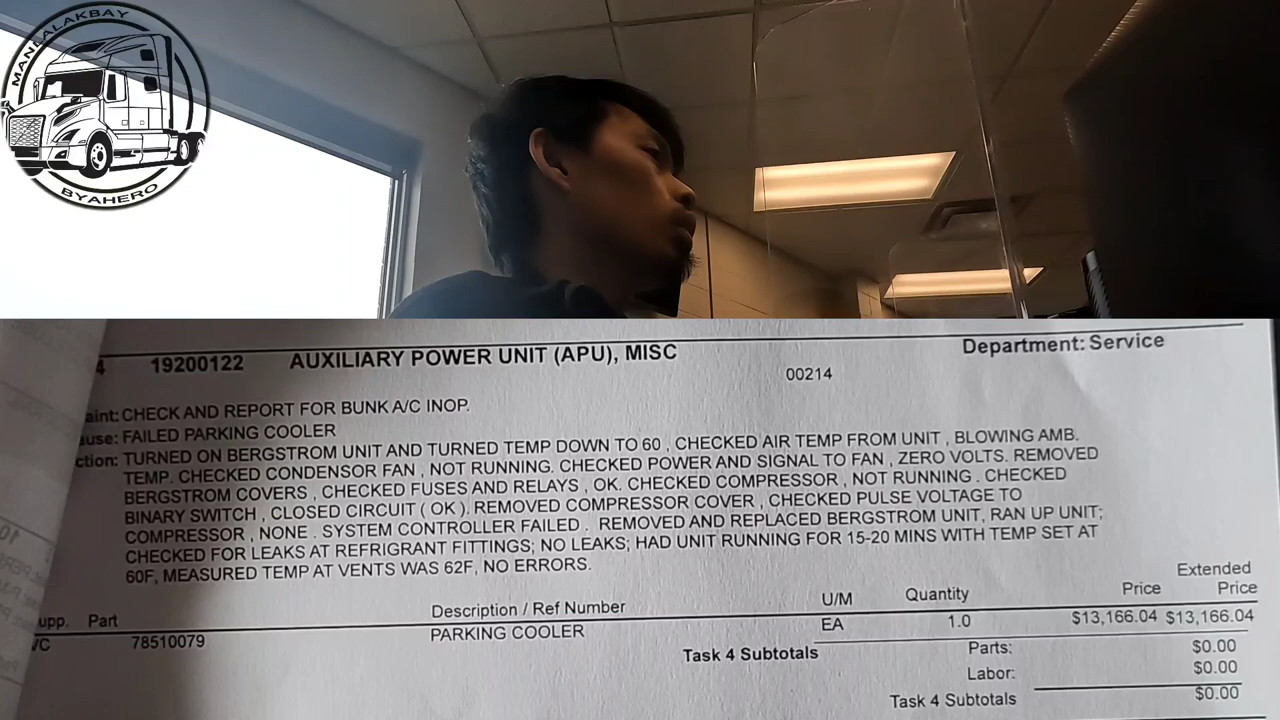 MANLALAKBAY
BYAHERO
4 19200122 AUXILIARY POWER UNIT (APU), MISC Department: Service
00214
aint: CHECK AND REPORT FOR BUNK A/C INOP.
use: FAILED PARKING COOLER
ction: TURNED ON BERGSTROM UNIT AND TURNED TEMP DOWN TO 60 , CHECKED AIR TEMP FROM UNIT , BLOWING AMB.
TEMP. CHECKED CONDENSOR FAN , NOT RUNNING. CHECKED POWER AND SIGNAL TO FAN , ZERO VOLTS. REMOVED
BERGSTROM COVERS , CHECKED FUSES AND RELAYS , OK. CHECKED COMPRESSOR , NOT RUNNING . CHECKED
BINARY SWITCH , CLOSED CIRCUIT ( OK ). REMOVED COMPRESSOR COVER , CHECKED PULSE VOLTAGE TO
COMPRESSOR , NONE . SYSTEM CONTROLLER FAILED . REMOVED AND REPLACED BERGSTROM UNIT, RAN UP UNIT;
CHECKED FOR LEAKS AT REFRIGRANT FITTINGS; NO LEAKS; HAD UNIT RUNNING FOR 15-20 MINS WITH TEMP SET AT
60F, MEASURED TEMP AT VENTS WAS 62F, NO ERRORS.
upp. Part Description / Ref Number U/M Quantity Price Extended Price
VC 78510079 PARKING COOLER EA 1.0 $13,166.04 $13,166.04
Task 4 Subtotals Parts: $0.00
Labor: $0.00
Task 4 Subtotals $0.00